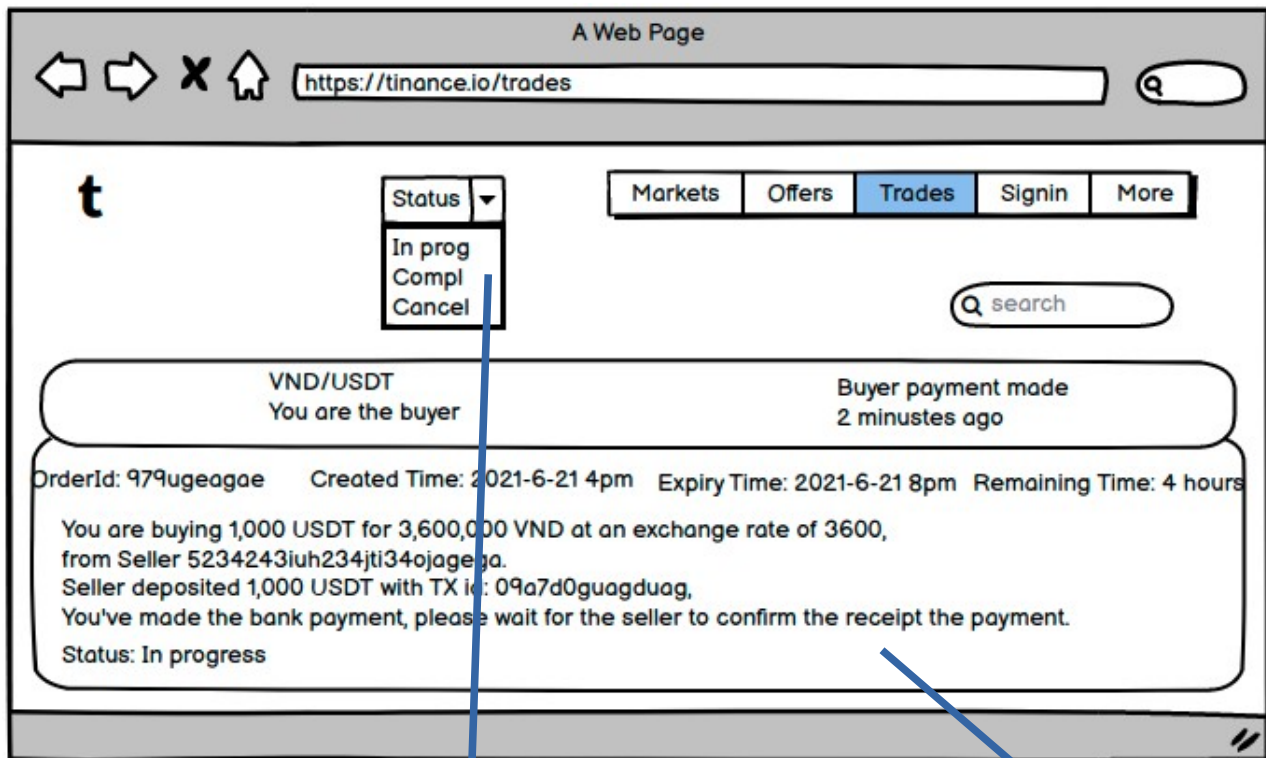 A Web Page
https://tinance.io/trades
t
Status
Markets Offers Trades Signin More
In prog
Compl
Cancel
search
VND/USDT
You are the buyer
Buyer payment made
2 minustes ago
OrderId: 979ugeagae Created Time: 2021-6-21 4pm Expiry Time: 2021-6-21 8pm Remaining Time: 4 hours
You are buying 1,000 USDT for 3,600,000 VND at an exchange rate of 3600,
from Seller 5234243iuh234jti34ojagega.
Seller deposited 1,000 USDT with TX id: 09a7d0guagduag,
You've made the bank payment, please wait for the seller to confirm the receipt the payment.
Status: In progress